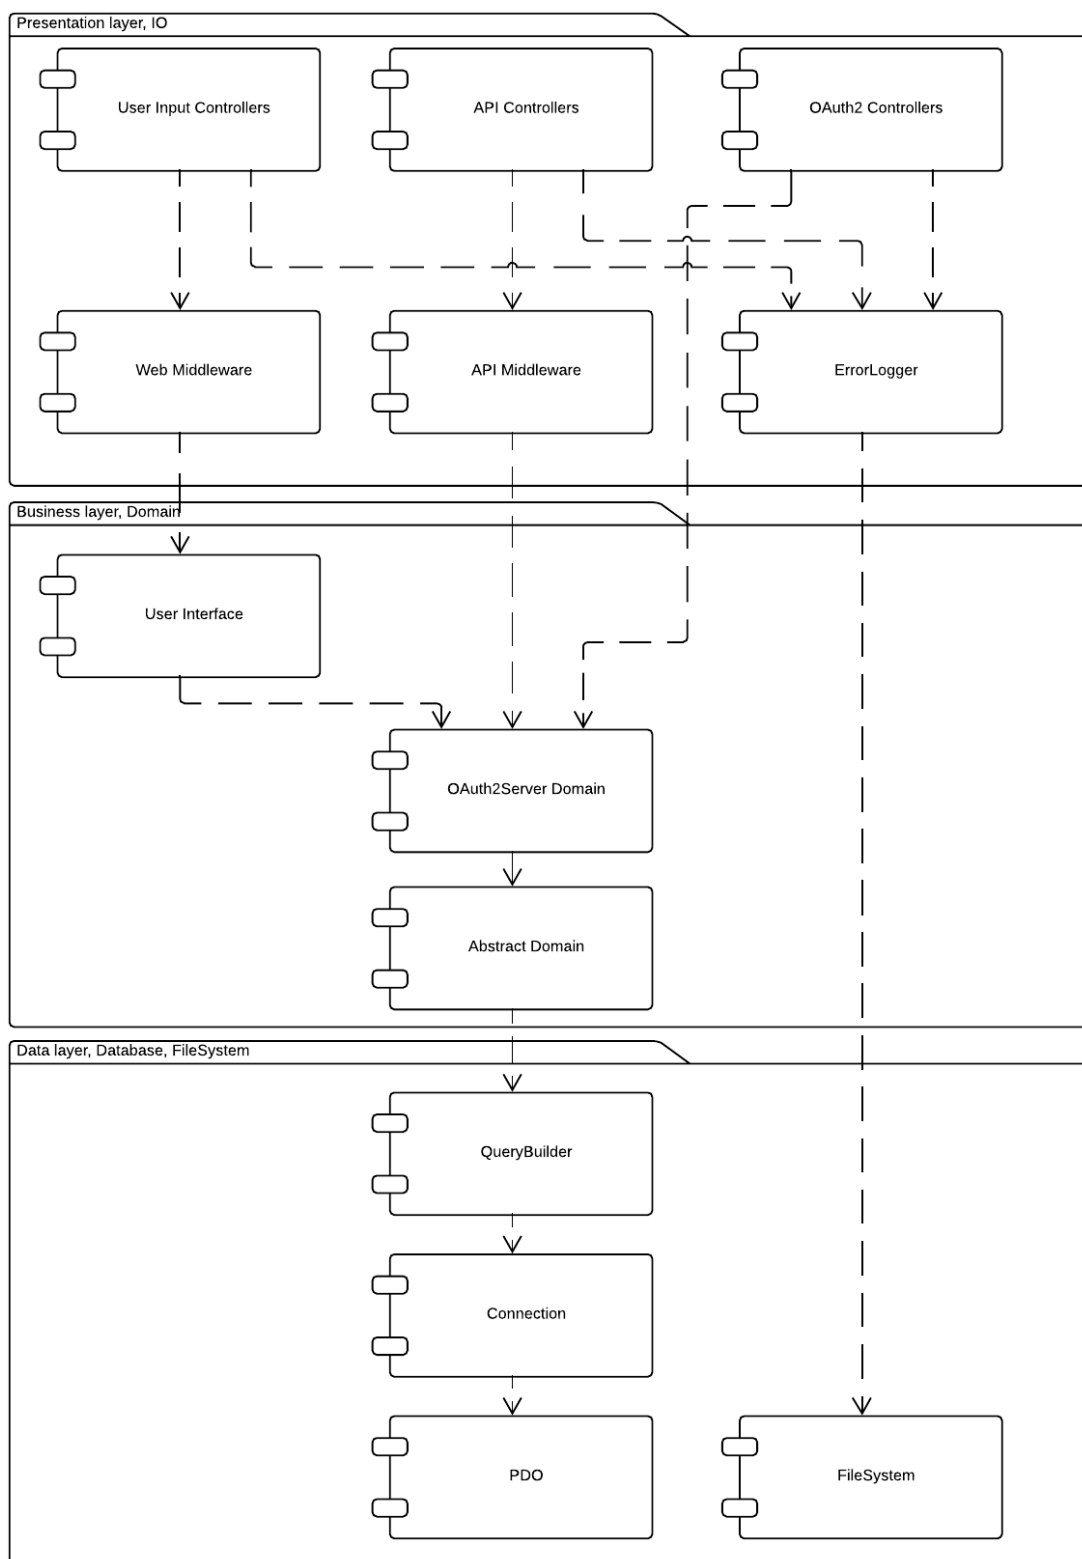 Presentation layer, IO
User Input Controllers
API Controllers
OAuth2 Controllers
Web Middleware
API Middleware
ErrorLogger
Business layer, Domain
User Interface
OAuth2Server Domain
Abstract Domain
Data layer, Database, FileSystem
QueryBuilder
Connection
PDO
FileSystem